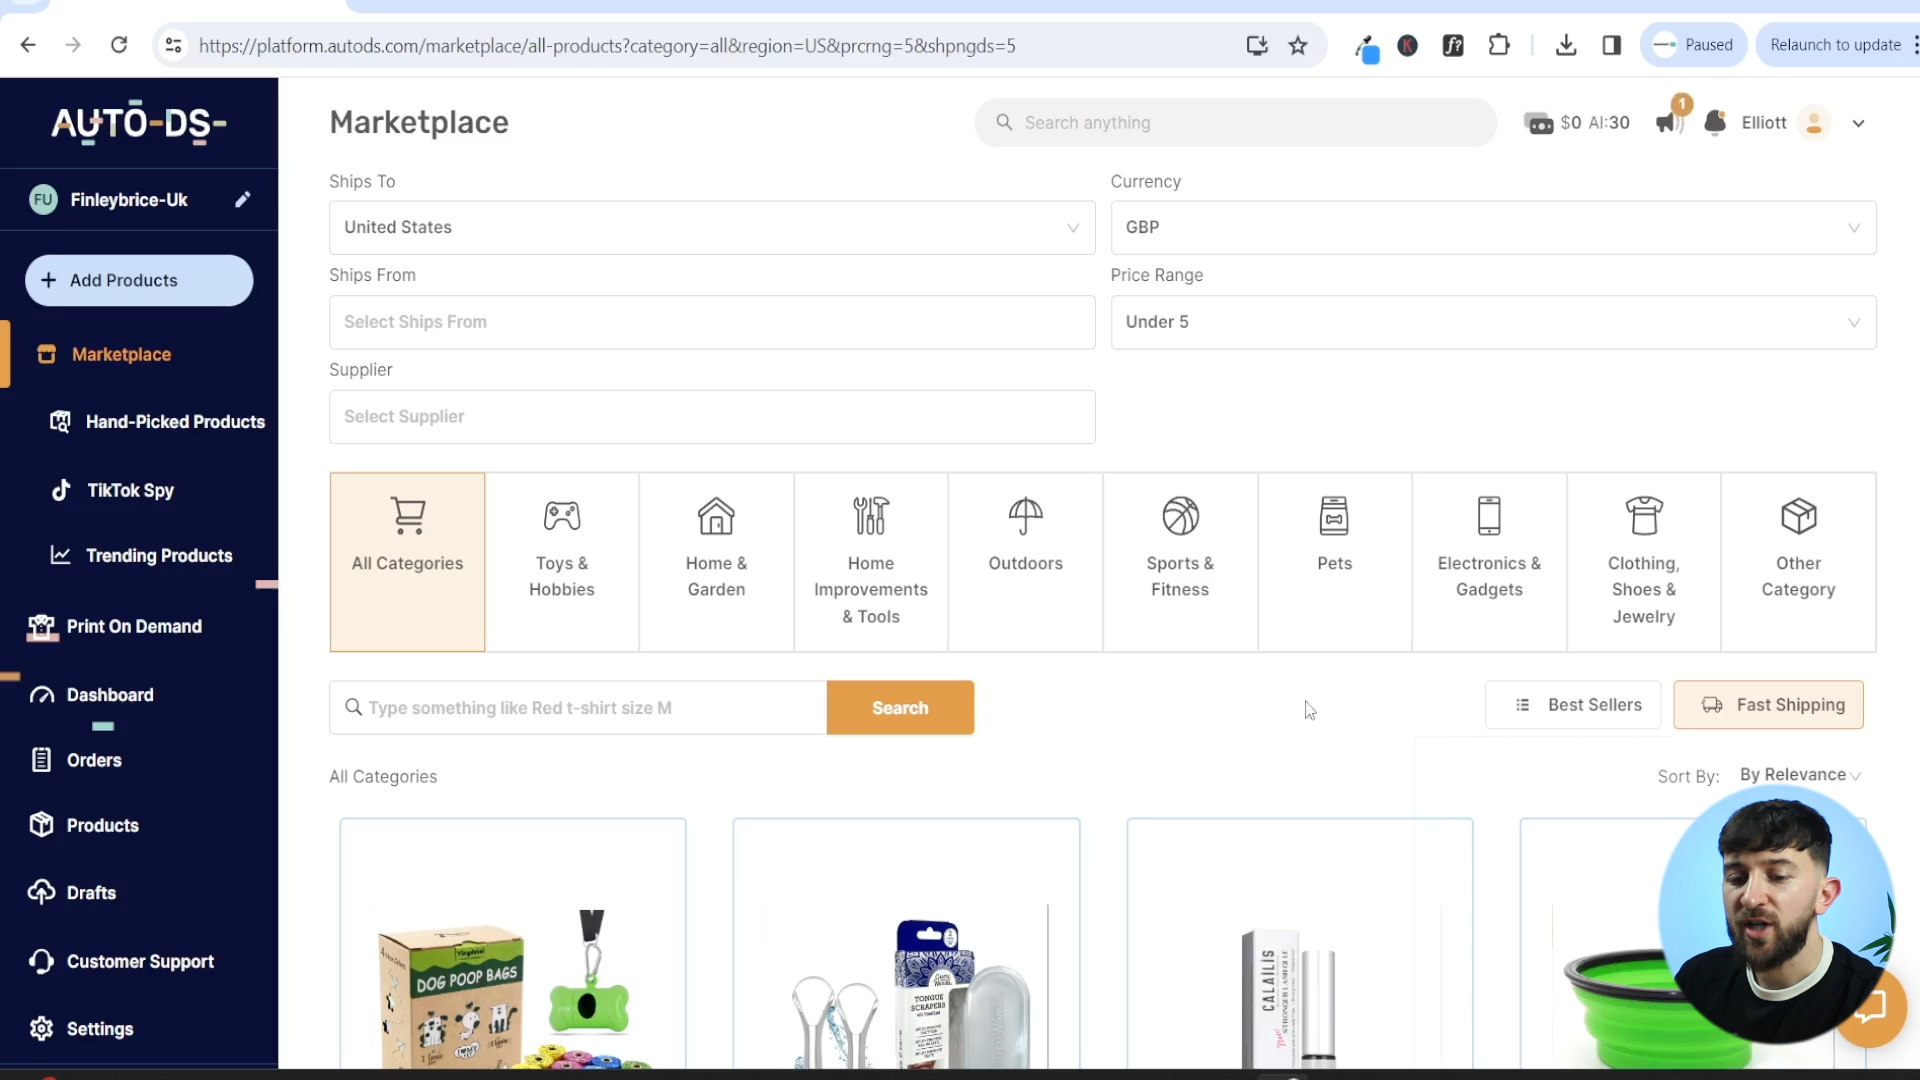 https://platform.autods.com/marketplace/all-products?category=all&region=US&prcrng=5&shpngds=5
Paused
Relaunch to update
AUTO-DS-
Marketplace
Search anything
$0 AI:30
1
Elliott
FU
Finleybrice-Uk
Add Products
Marketplace
Hand-Picked Products
TikTok Spy
Trending Products
Print On Demand
Dashboard
Orders
Products
Drafts
Customer Support
Settings
Ships To
United States
Currency
GBP
Ships From
Select Ships From
Price Range
Under 5
Supplier
Select Supplier
All Categories
Toys &
Hobbies
Home &
Garden
Home
Improvements
& Tools
Outdoors
Sports &
Fitness
Pets
Electronics &
Gadgets
Clothing,
Shoes &
Jewelry
Other
Category
Type something like Red t-shirt size M
Search
Best Sellers
Fast Shipping
All Categories
Sort By:
By Relevance
DOG POOP BAGS
TONGUE
SCRAPERS
CALAILIS